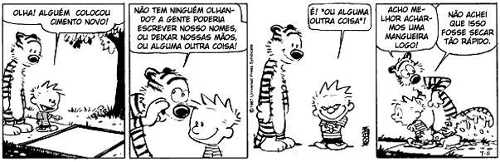 OLHA! ALGUÉM COLOCOU
CIMENTO NOVO!
NÃO TEM NINGUÉM OLHAN-
DO? A GENTE PODERIA
ESCREVER NOSSO NOMES,
OU DEIXAR NOSSAS MÃOS,
OU ALGUMA OUTRA COISA!
É! "OU ALGUMA
OUTRA COISA"!
ACHO ME-
LHOR ACHAR-
MOS UMA
MANGUEIRA
LOGO!
NÃO ACHEI
QUE ISSO
FOSSE SECAR
TÃO RÁPIDO.